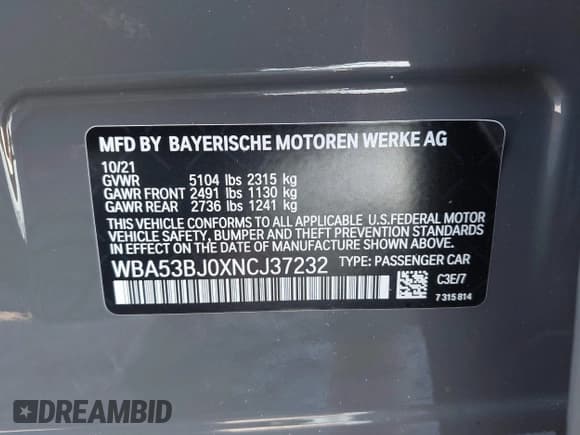 MFD BY BAYERISCHE MOTOREN WERKE AG
10/21
GVWR 5104 lbs 2315 kg
GAWR FRONT 2491 lbs 1130 kg
GAWR REAR 2736 lbs 1241 kg
THIS VEHICLE CONFORMS TO ALL APPLICABLE U.S.FEDERAL MOTOR
VEHICLE SAFETY, BUMPER, AND THEFT PREVENTION STANDARDS
IN EFFECT ON THE DATE OF MANUFACTURE SHOWN ABOVE.
WBA53BJ0XNCJ37232 TYPE: PASSENGER CAR
C3E/7
7 315 814
DREAMBID